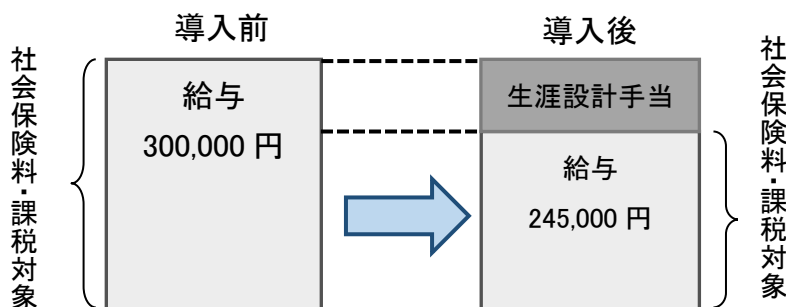 導入前
導入後
社会保険料・課税対象
給与
300,000 円
生涯設計手当
給与
245,000 円
社会保険料・課税対象